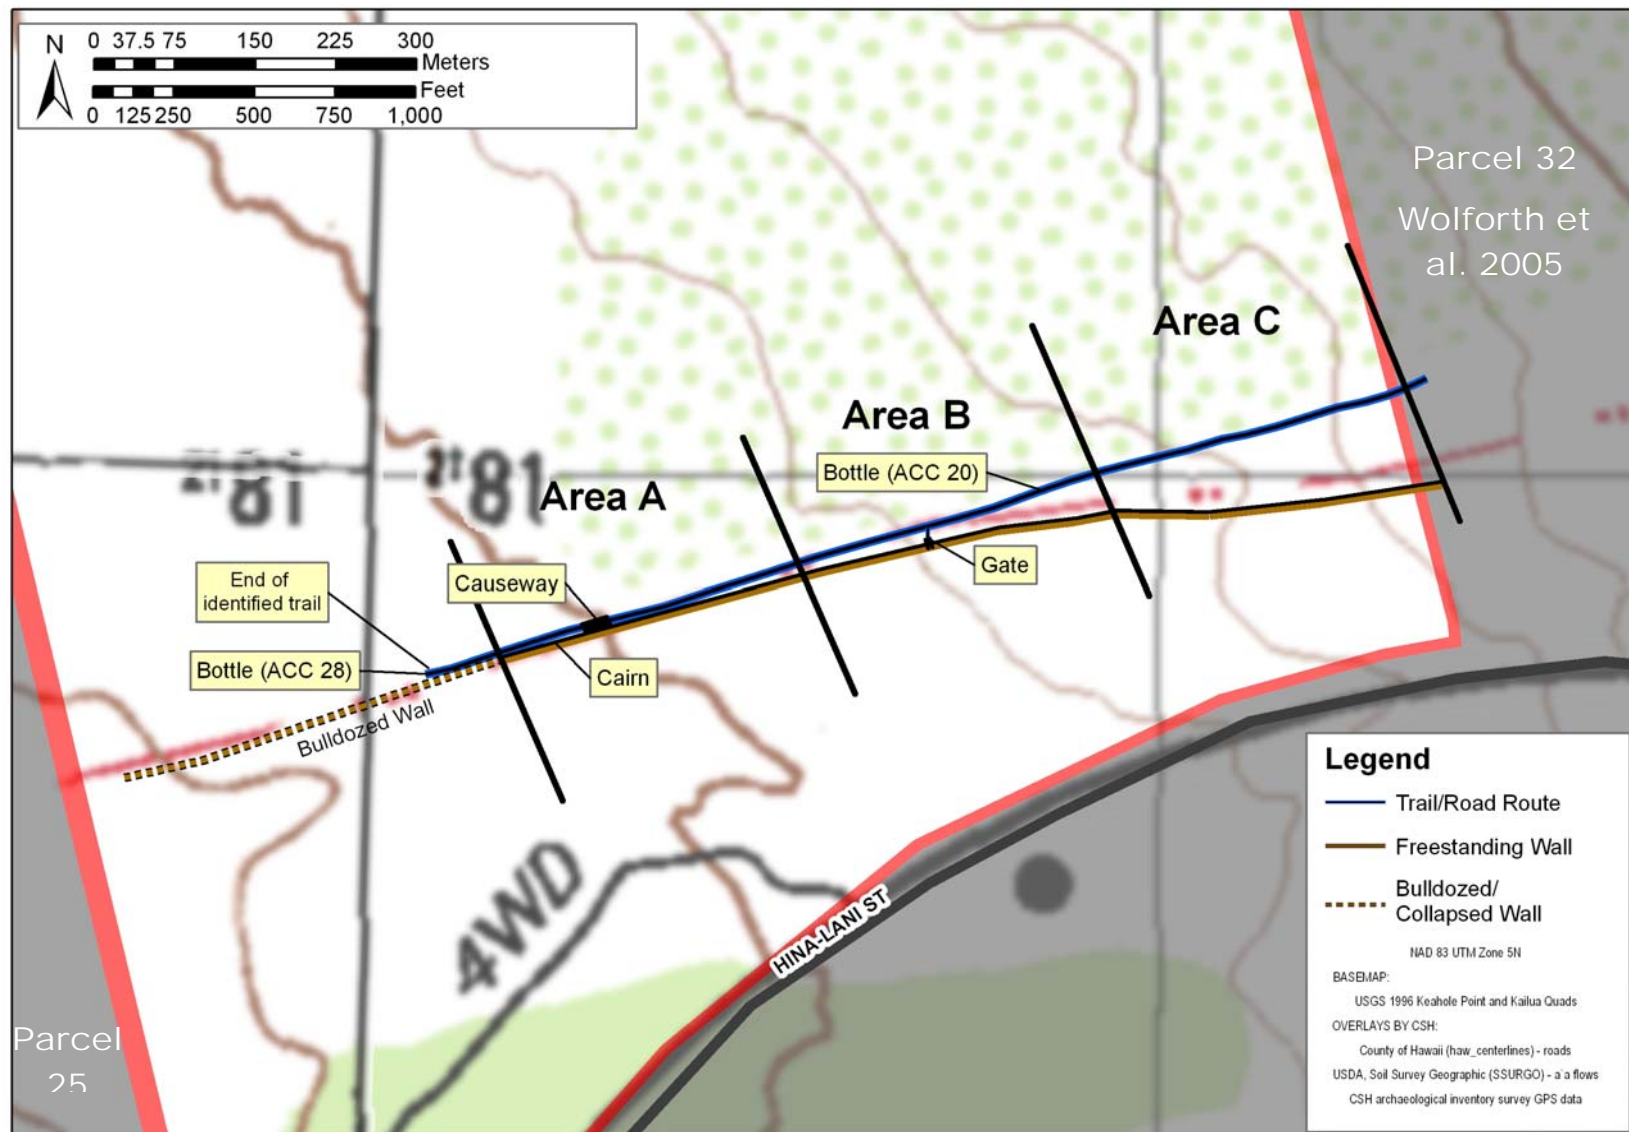 N
0 37.5 75 150 225 300
Meters
Feet
0 125 250 500 750 1,000
Parcel 32
Wolforth et
al. 2005
Area C
Area B
Bottle (ACC 20)
81
81
Area A
Gate
End of
identified trail
Causeway
Bottle (ACC 28)
Cairn
Bulldozed Wall
4WD
HINA-LANI ST
Parcel
25
Legend
Trail/Road Route
Freestanding Wall
Bulldozed/
Collapsed Wall
NAD 83 UTM Zone 5N
BASEMAP:
USGS 1996 Keahole Point and Kailua Quads
OVERLAYS BY CSH:
County of Hawaii (haw_centerlines) - roads
USDA, Soil Survey Geographic (SSURGO) - a`a flows
CSH archaeological inventory survey GPS data